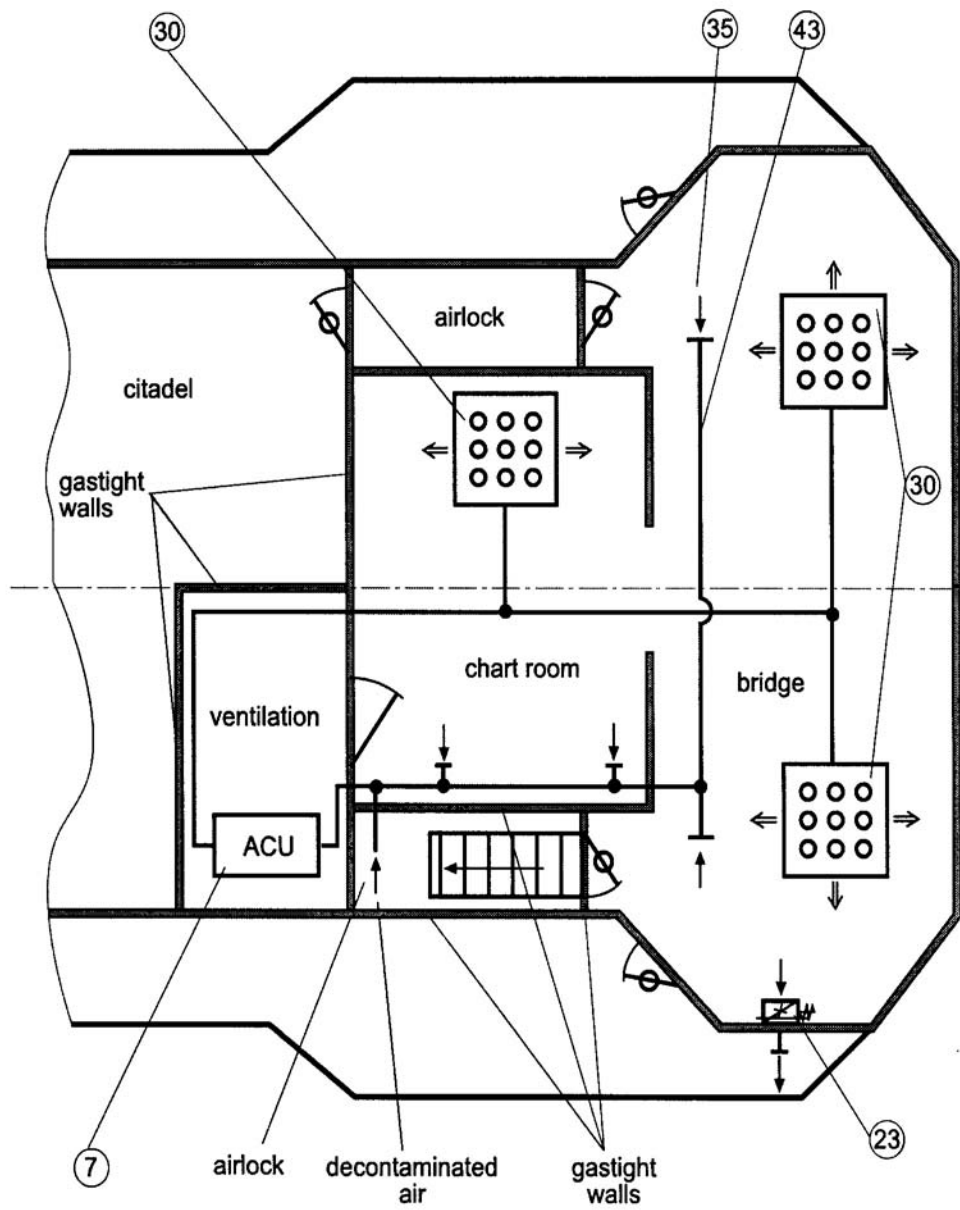 30
35
43
airlock
citadel
gastight
walls
30
chart room
bridge
ventilation
ACU
7
airlock
decontaminated
air
gastight
walls
23